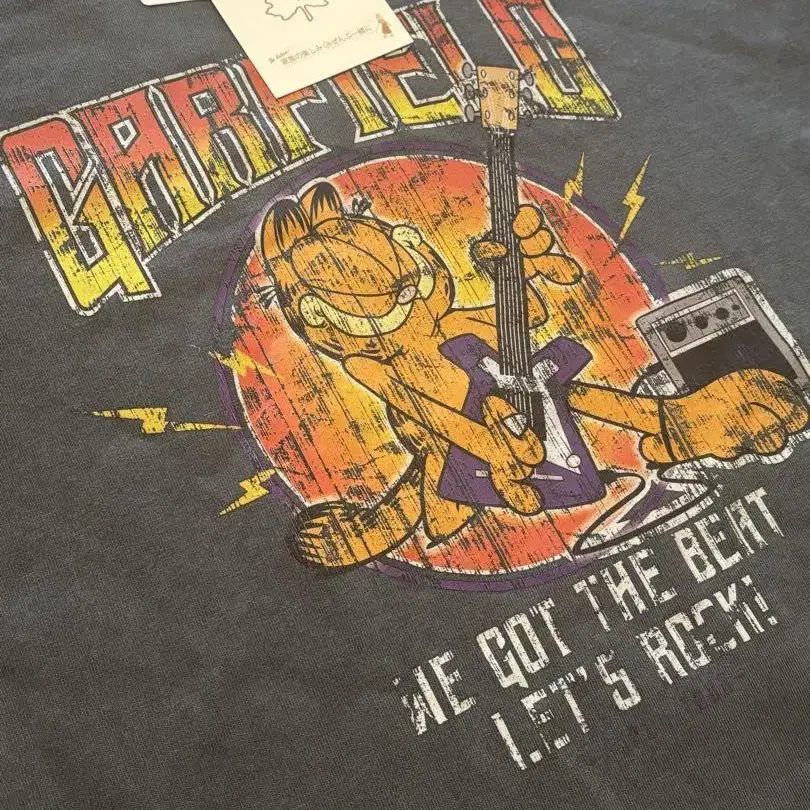 GARFIELD
WE GOT THE BEAT
LET'S ROCK!